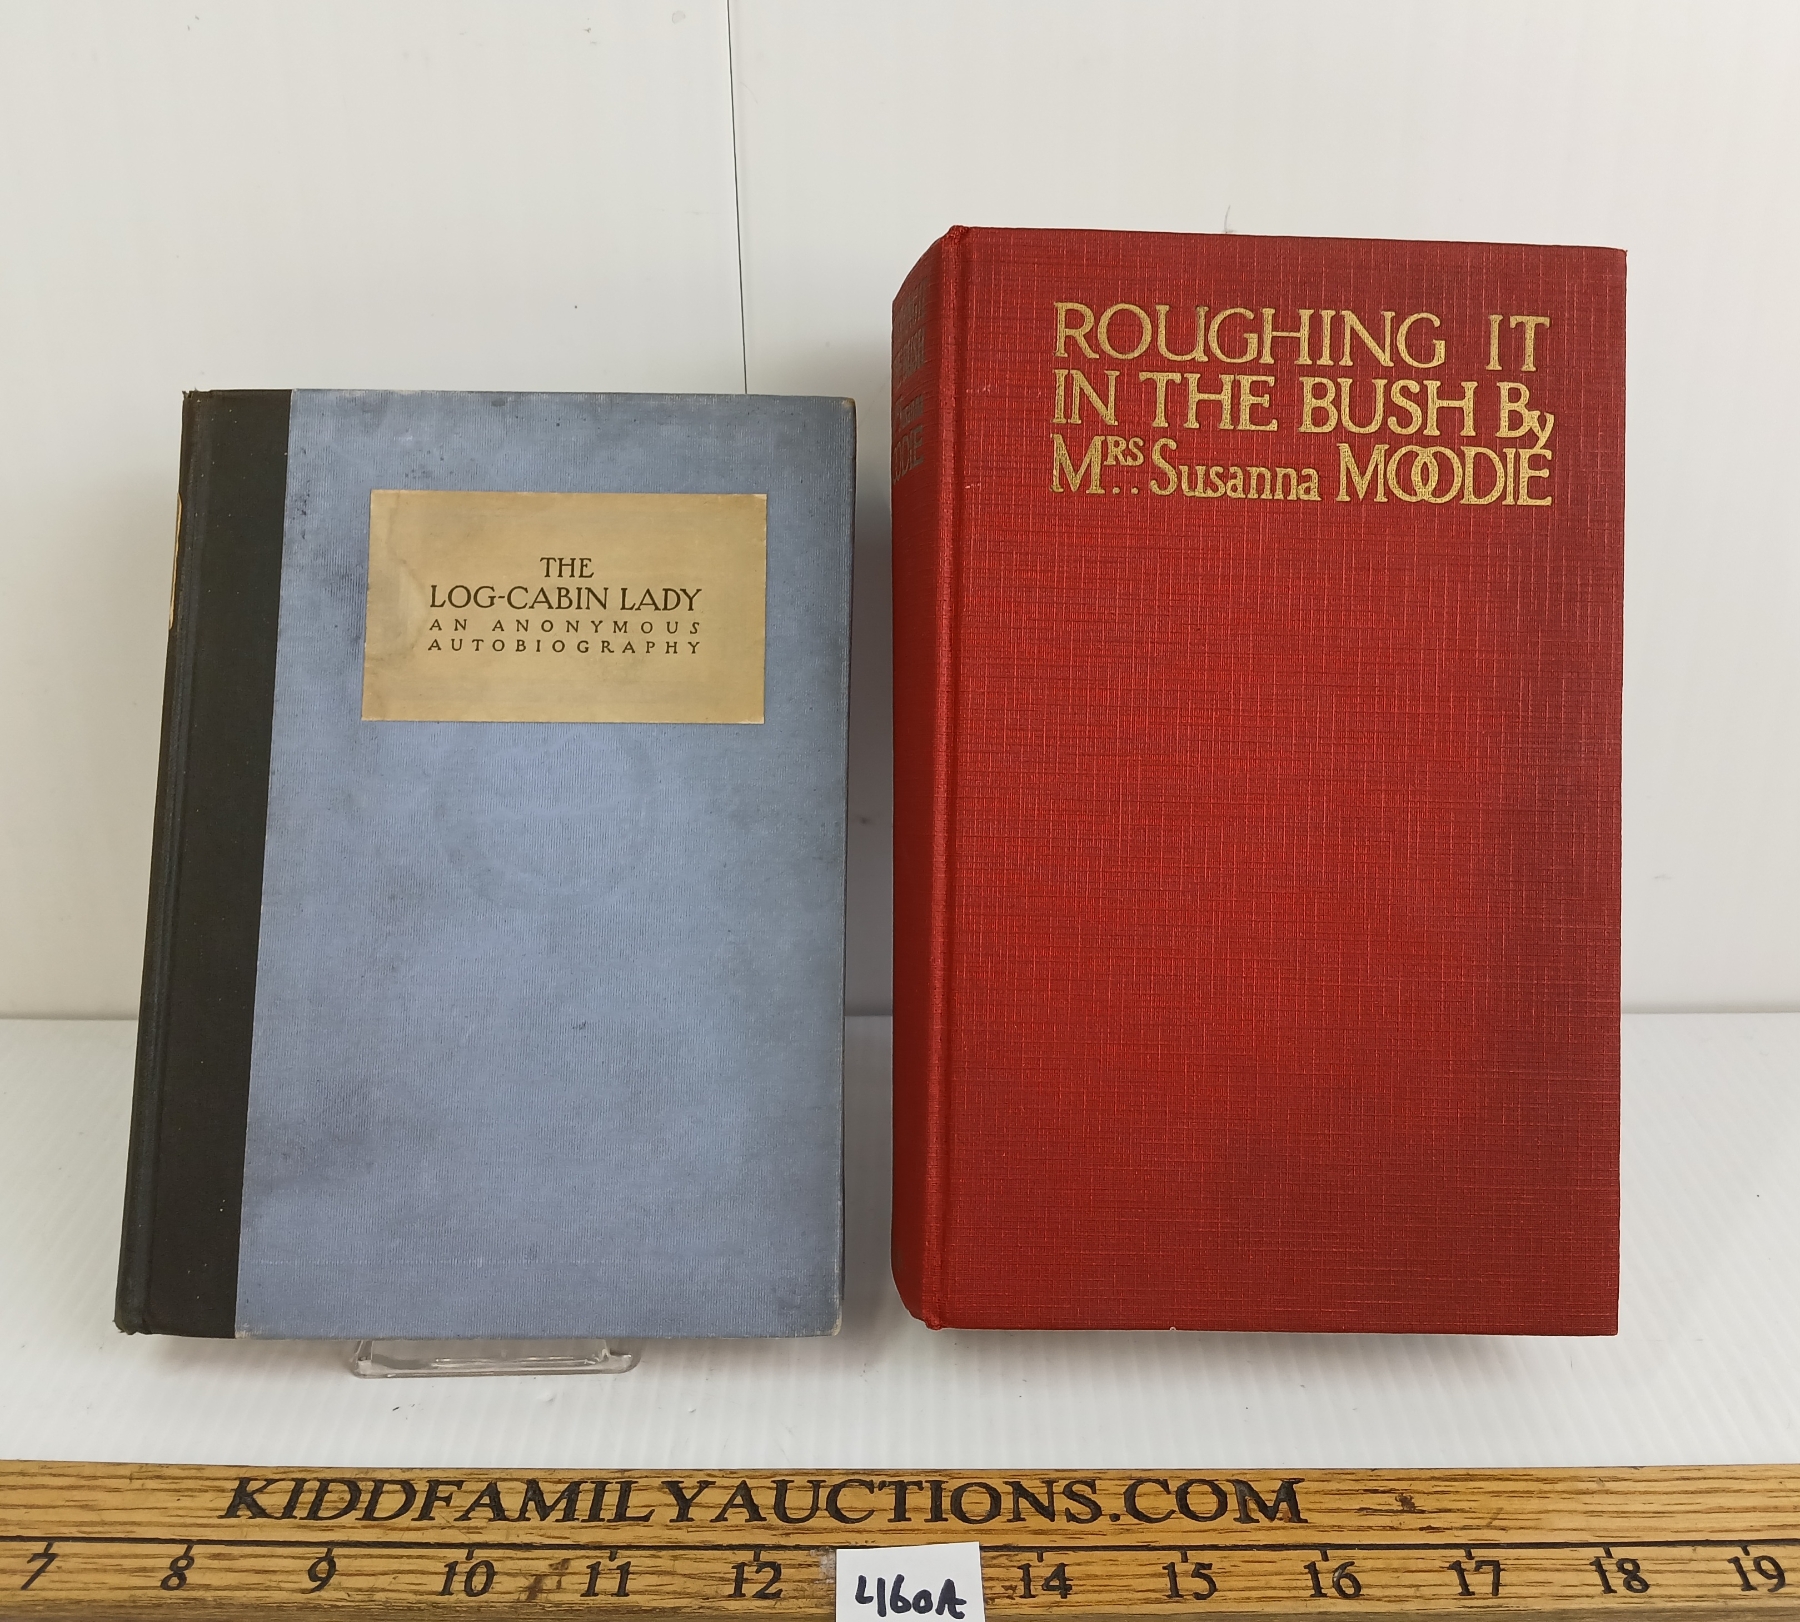 THE
LOG-CABIN LADY
AN ANONYMOUS
AUTOBIOGRAPHY
ROUGHING IT
IN THE BUSH By
MRS.. Susanna MOODIE
KIDDFAMILYAUCTIONS.COM
7 8 9 10 11 12 14 15 16 17 18 19
460A